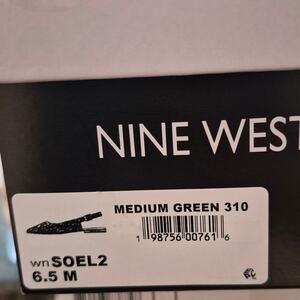 NINE WEST
MEDIUM GREEN 310
1 98756 00761 6
wn SOEL2
6.5 M